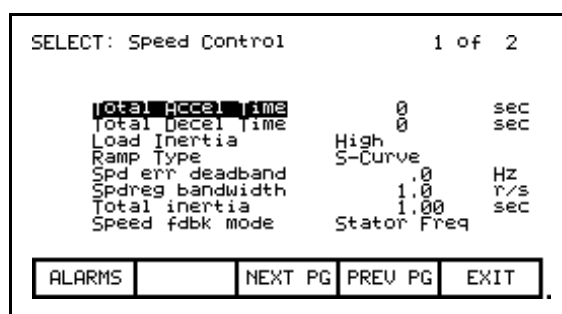 SELECT: Speed Control 1 of 2
Total Accel Time 0 sec
Total Decel Time 0 sec
Load Inertia High
Ramp Type S-Curve
Spd err deadband .0 Hz
Spdreg bandwidth 1.0 r/s
Total inertia 1.00 sec
Speed fdbk mode Stator Freq
ALARMS NEXT PG PREV PG EXIT .